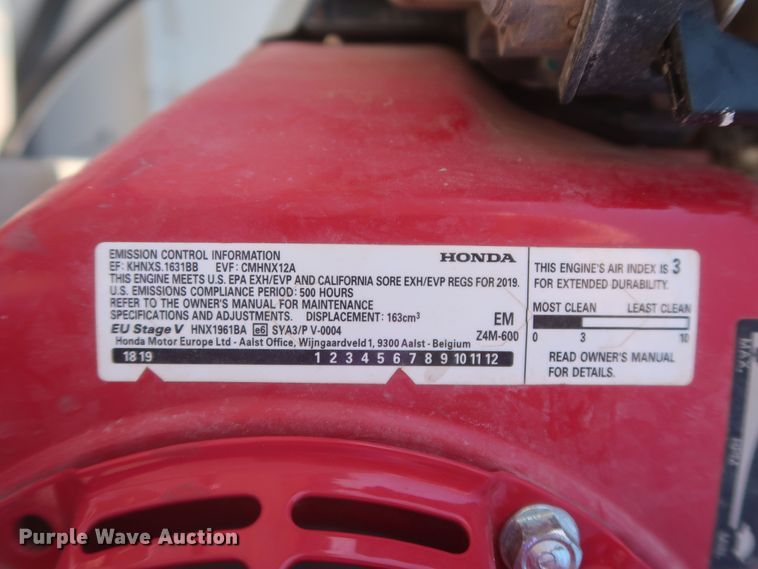 EMISSION CONTROL INFORMATION HONDA
EF: KHNXS.1631BB EVF: CMHNX12A
THIS ENGINE MEETS U.S. EPA EXH/EVP AND CALIFORNIA SORE EXH/EVP REGS FOR 2019.
U.S. EMISSIONS COMPLIANCE PERIOD: 500 HOURS
REFER TO THE OWNER'S MANUAL FOR MAINTENANCE
SPECIFICATIONS AND ADJUSTMENTS. DISPLACEMENT: 163cm³ EM
EU Stage V HNX1961BA e6 SYA3/P V-0004 Z4M-600
Honda Motor Europe Ltd - Aalst Office, Wijngaardveld 1, 9300 Aalst - Belgium
18 19 1 2 3 4 5 6 7 8 9 10 11 12
THIS ENGINE'S AIR INDEX IS 3
FOR EXTENDED DURABILITY.
MOST CLEAN LEAST CLEAN
0 3 10
READ OWNER'S MANUAL
FOR DETAILS.
MAX.
MIN.
Purple Wave Auction